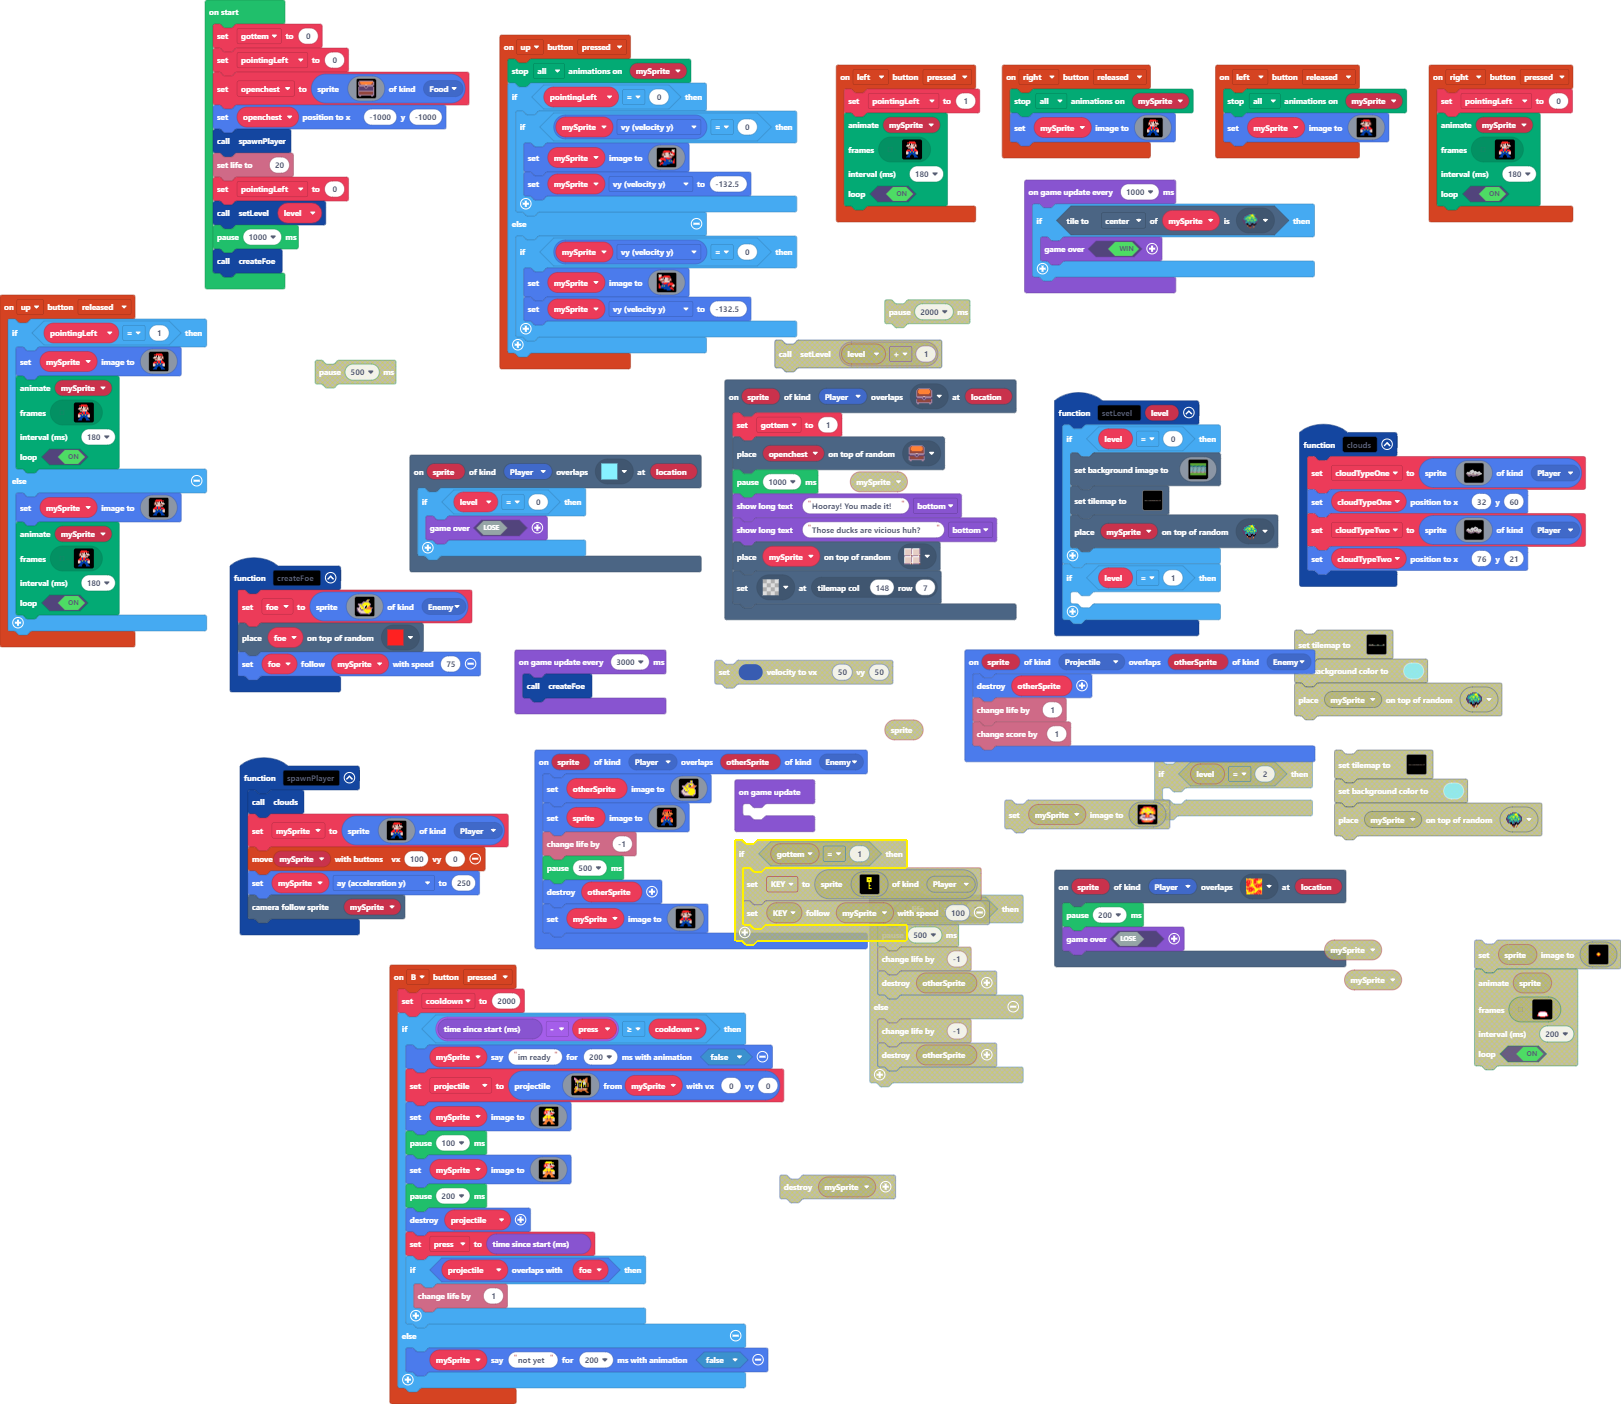 on start
set gottem to 0
set pointingLeft to 0
set openchest to sprite of kind Food
set openchest position to x -1000 y -1000
call spawnPlayer
set life to 20
set pointingLeft to 0
call setLevel level
pause 1000 ms
call createFoe
on up button pressed
stop all animations on mySprite
if pointingLeft = 0 then
if mySprite vy (velocity y) = 0 then
set mySprite image to
set mySprite vy (velocity y) to -132.5
else
if mySprite vy (velocity y) = 0 then
set mySprite image to
set mySprite vy (velocity y) to -132.5
on left button pressed
set pointingLeft to 1
animate mySprite
frames
interval (ms) 180
loop ON
on right button released
stop all animations on mySprite
set mySprite image to
on left button released
stop all animations on mySprite
set mySprite image to
on right button pressed
set pointingLeft to 0
animate mySprite
frames
interval (ms) 180
loop ON
on game update every 1000 ms
if tile to center of mySprite is then
game over WIN
on up button released
if pointingLeft = 1 then
set mySprite image to
animate mySprite
frames
interval (ms) 180
loop ON
else
set mySprite image to
animate mySprite
frames
interval (ms) 180
loop ON
pause 500 ms
pause 2000 ms
call setLevel level + 1
on sprite of kind Player overlaps at location
set gottem to 1
place openchest on top of random
pause 1000 ms
mySprite
show long text "Hooray! You made it!" bottom
show long text "Those ducks are vicious huh?" bottom
place mySprite on top of random
set at tilemap col 148 row 7
on sprite of kind Player overlaps at location
if level = 0 then
game over LOSE
function setLevel level
if level = 0 then
set background image to
set tilemap to
place mySprite on top of random
if level = 1 then
function clouds
set cloudTypeOne to sprite of kind Player
set cloudTypeOne position to x 32 y 60
set cloudTypeTwo to sprite of kind Player
set cloudTypeTwo position to x 76 y 21
function createFoe
set foe to sprite of kind Enemy
place foe on top of random
set foe follow mySprite with speed 75
on game update every 3000 ms
call createFoe
set velocity to vx 50 vy 50
sprite
on sprite of kind Projectile overlaps otherSprite of kind Enemy
destroy otherSprite
change life by 1
change score by 1
set tilemap to
background color to
place mySprite on top of random
if level = 2 then
set mySprite image to
set tilemap to
set background color to
place mySprite on top of random
function spawnPlayer
call clouds
set mySprite to sprite of kind Player
move mySprite with buttons vx 100 vy 0
set mySprite ay (acceleration y) to 250
camera follow sprite mySprite
on sprite of kind Player overlaps otherSprite of kind Enemy
set otherSprite image to
set sprite image to
change life by -1
pause 500 ms
destroy otherSprite
set mySprite image to
on game update
if gottem = 1 then
set KEY to sprite of kind Player
set KEY follow mySprite with speed 100
then
500 ms
change life by -1
destroy otherSprite
else
change life by -1
destroy otherSprite
on sprite of kind Player overlaps at location
pause 200 ms
game over LOSE
mySprite
mySprite
set sprite image to
animate sprite
frames
interval (ms) 200
loop ON
on B button pressed
set cooldown to 2000
if time since start (ms) - press ≥ cooldown then
mySprite say "im ready" for 200 ms with animation false
set projectile to projectile from mySprite with vx 0 vy 0
set mySprite image to
pause 100 ms
set mySprite image to
pause 200 ms
destroy projectile
set press to time since start (ms)
if projectile overlaps with foe then
change life by 1
else
mySprite say "not yet" for 200 ms with animation false
destroy mySprite